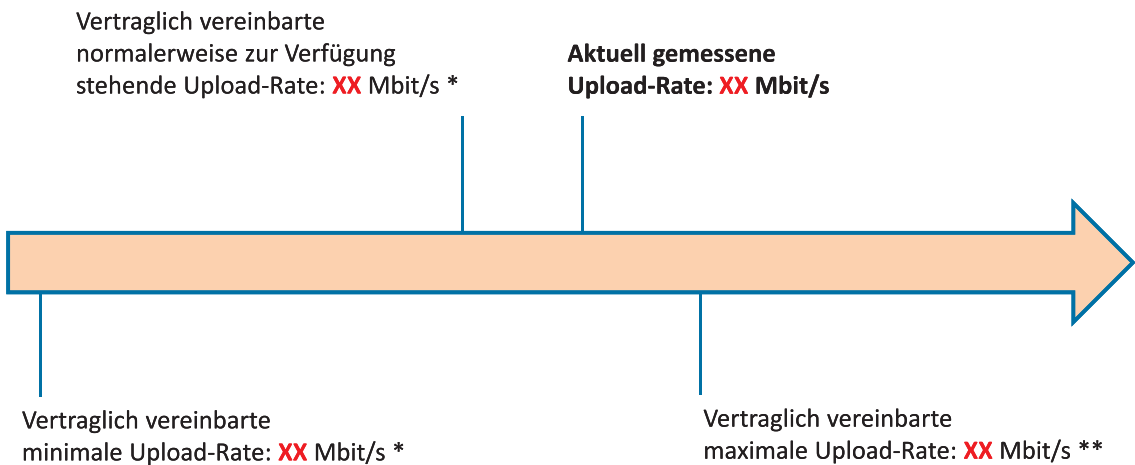 Vertraglich vereinbarte
normalerweise zur Verfügung
stehende Upload-Rate: XX Mbit/s *
Aktuell gemessene
Upload-Rate: XX Mbit/s
Vertraglich vereinbarte
minimale Upload-Rate: XX Mbit/s *
Vertraglich vereinbarte
maximale Upload-Rate: XX Mbit/s **